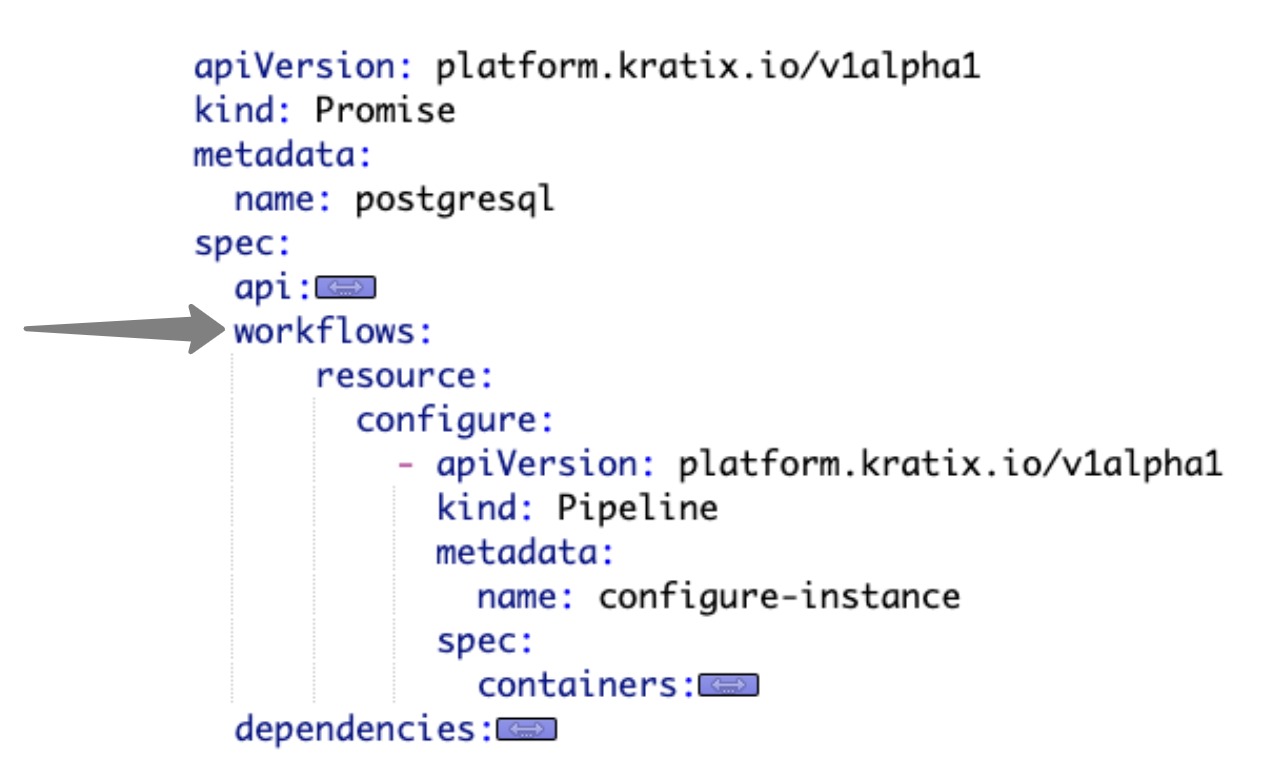 apiVersion: platform.kratix.io/v1alpha1
kind: Promise
metadata:
  name: postgresql
spec:
  api:
  workflows:
      resource:
        configure:
          - apiVersion: platform.kratix.io/v1alpha1
            kind: Pipeline
            metadata:
              name: configure-instance
            spec:
              containers:
  dependencies: